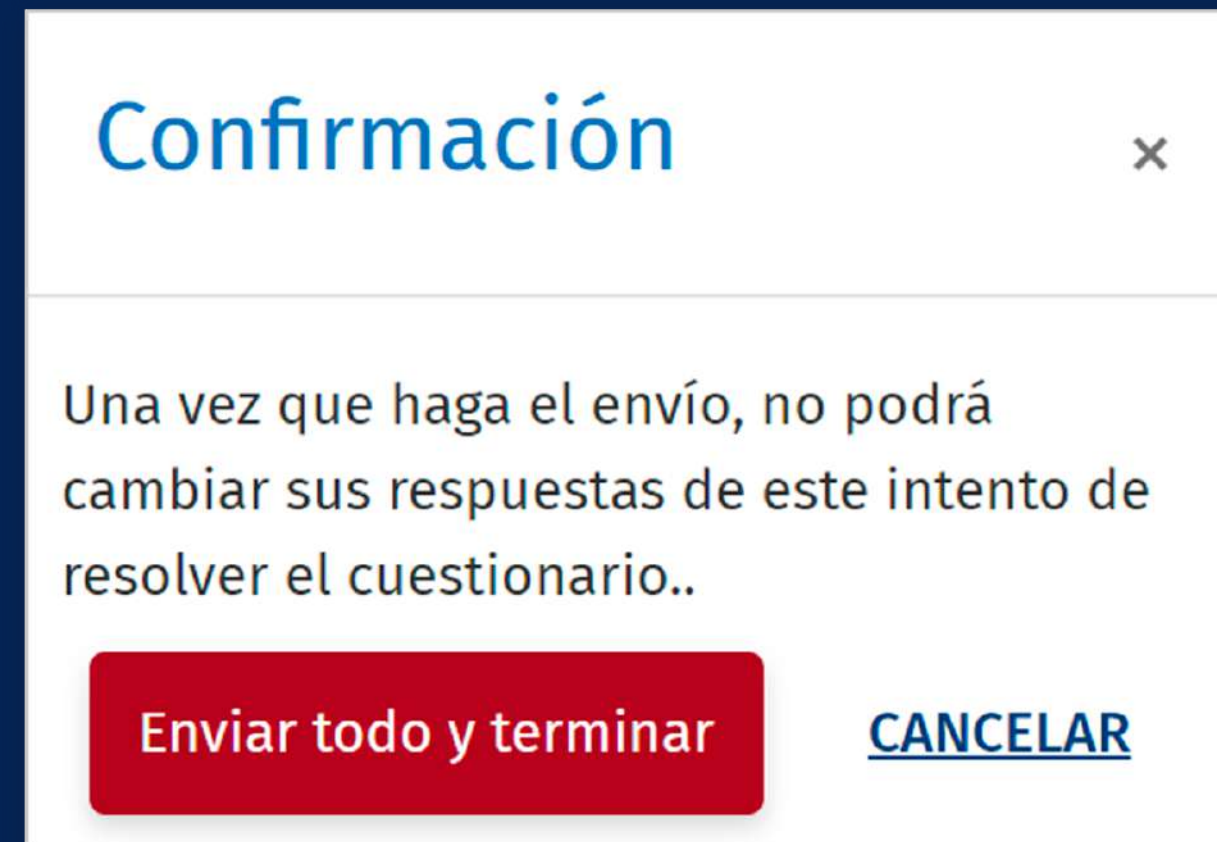 Confirmación
×
Una vez que haga el envío, no podrá
cambiar sus respuestas de este intento de
resolver el cuestionario..
Enviar todo y terminar
CANCELAR